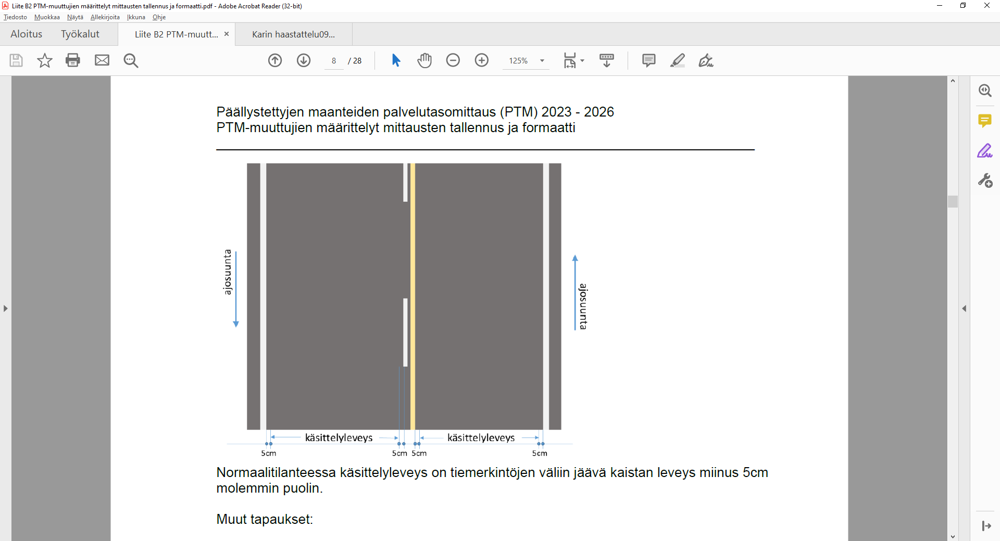 Liite B2 PTM-muuttujien määrittelyt mittausten tallennus ja formaatti.pdf - Adobe Acrobat Reader (32-bit)
Tiedosto Muokkaa Näytä Allekirjoita Ikkuna Ohje
Aloitus Työkalut Liite B2 PTM-muutt... × Karin haastattelu09...
8 / 28 125%
Päällystettyjen maanteiden palvelutasomittaus (PTM) 2023 - 2026
PTM-muuttujien määrittelyt mittausten tallennus ja formaatti
ajosuunta
ajosuunta
käsittelyleveys käsittelyleveys
5cm 5cm 5cm 5cm
Normaalitilanteessa käsittelyleveys on tiemerkintöjen väliin jäävä kaistan leveys miinus 5cm
molemmin puolin.
Muut tapaukset: